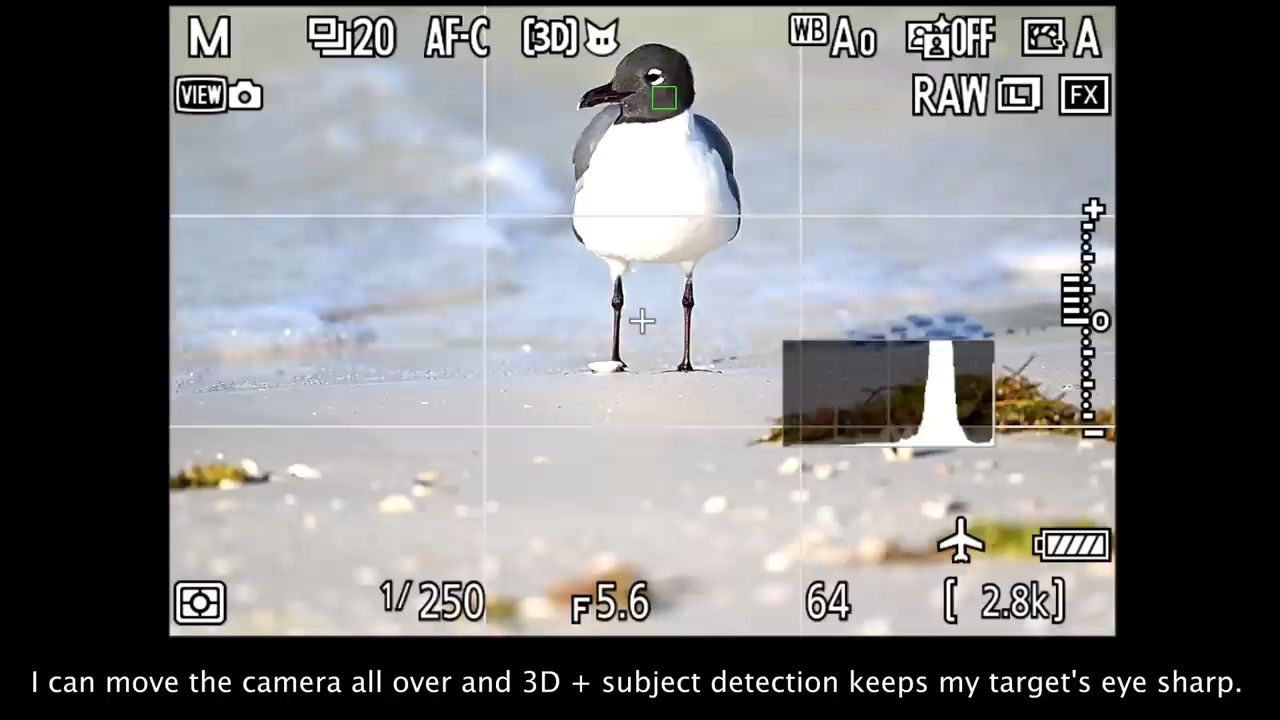 M 20 AF-C [3D] WB A0 OFF A
VIEW RAW L FX
+
0
-
1/250 F5.6 64 [ 2.8k]
I can move the camera all over and 3D + subject detection keeps my target's eye sharp.